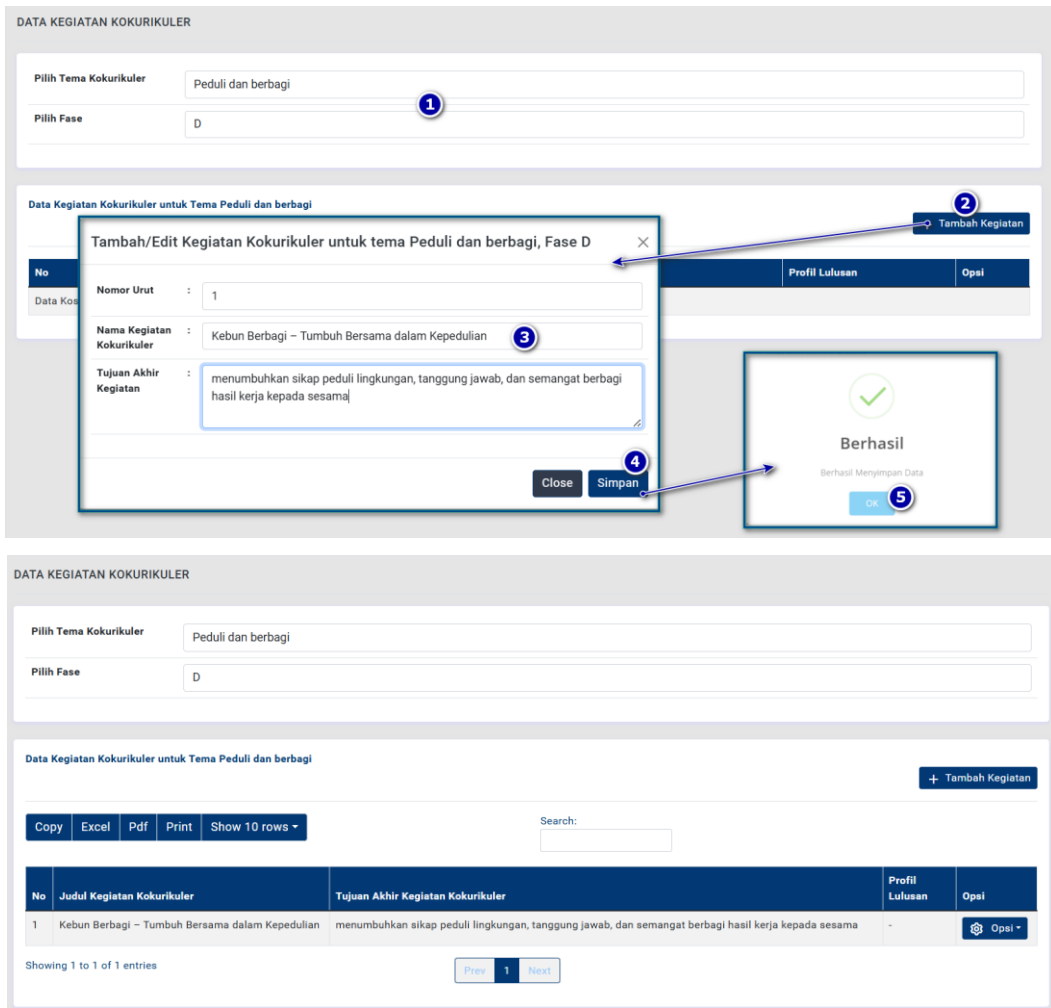 DATA KEGIATAN KOKURIKULER
Pilih Tema Kokurikuler
Peduli dan berbagi
1
Pilih Fase
D
Data Kegiatan Kokurikuler untuk Tema Peduli dan berbagi
2
Tambah Kegiatan
Tambah/Edit Kegiatan Kokurikuler untuk tema Peduli dan berbagi, Fase D
No
Profil Lulusan
Opsi
Data Kos
Nomor Urut : 1
Nama Kegiatan : Kebun Berbagi – Tumbuh Bersama dalam Kepedulian
Kokurikuler
3
Tujuan Akhir : menumbuhkan sikap peduli lingkungan, tanggung jawab, dan semangat berbagi
Kegiatan hasil kerja kepada sesama
4
Close Simpan
Berhasil
Berhasil Menyimpan Data
OK
5
DATA KEGIATAN KOKURIKULER
Pilih Tema Kokurikuler
Peduli dan berbagi
Pilih Fase
D
Data Kegiatan Kokurikuler untuk Tema Peduli dan berbagi
+ Tambah Kegiatan
Copy Excel Pdf Print Show 10 rows
Search:
No Judul Kegiatan Kokurikuler Tujuan Akhir Kegiatan Kokurikuler Profil Lulusan Opsi
1 Kebun Berbagi – Tumbuh Bersama dalam Kepedulian menumbuhkan sikap peduli lingkungan, tanggung jawab, dan semangat berbagi hasil kerja kepada sesama - Opsi
Showing 1 to 1 of 1 entries
Prev 1 Next